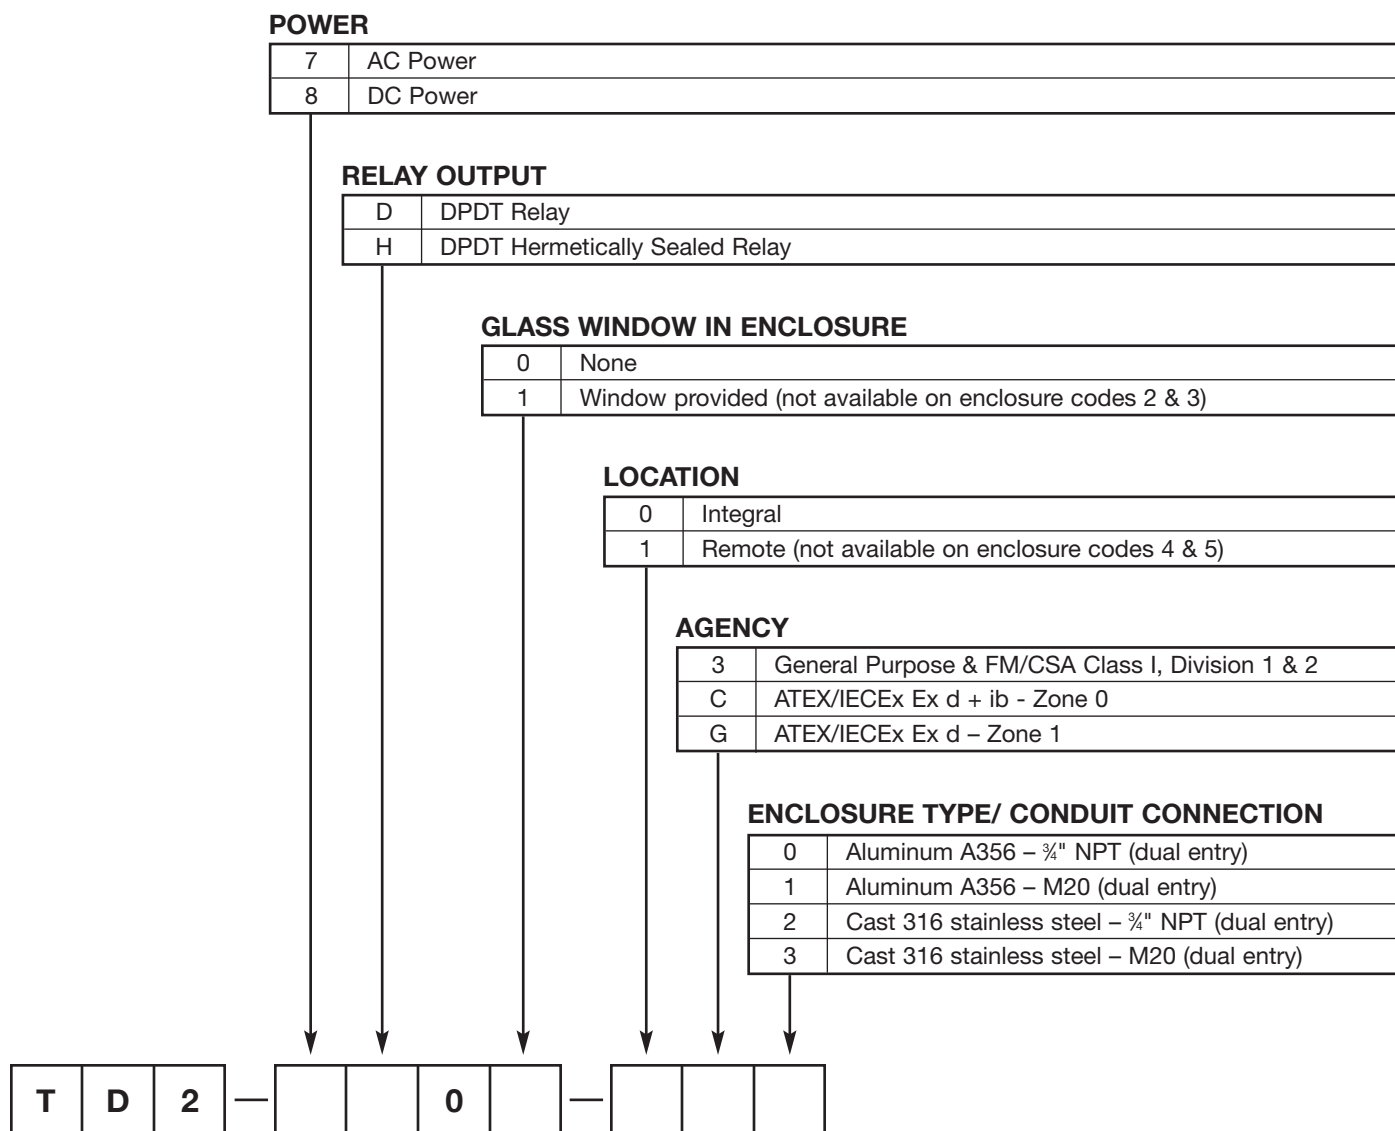 POWER
7 AC Power
8 DC Power
RELAY OUTPUT
D DPDT Relay
H DPDT Hermetically Sealed Relay
GLASS WINDOW IN ENCLOSURE
0 None
1 Window provided (not available on enclosure codes 2 & 3)
LOCATION
0 Integral
1 Remote (not available on enclosure codes 4 & 5)
AGENCY
3 General Purpose & FM/CSA Class I, Division 1 & 2
C ATEX/IECEx Ex d + ib - Zone 0
G ATEX/IECEx Ex d – Zone 1
ENCLOSURE TYPE/ CONDUIT CONNECTION
0 Aluminum A356 – ¾" NPT (dual entry)
1 Aluminum A356 – M20 (dual entry)
2 Cast 316 stainless steel – ¾" NPT (dual entry)
3 Cast 316 stainless steel – M20 (dual entry)
T D 2 — 0 —